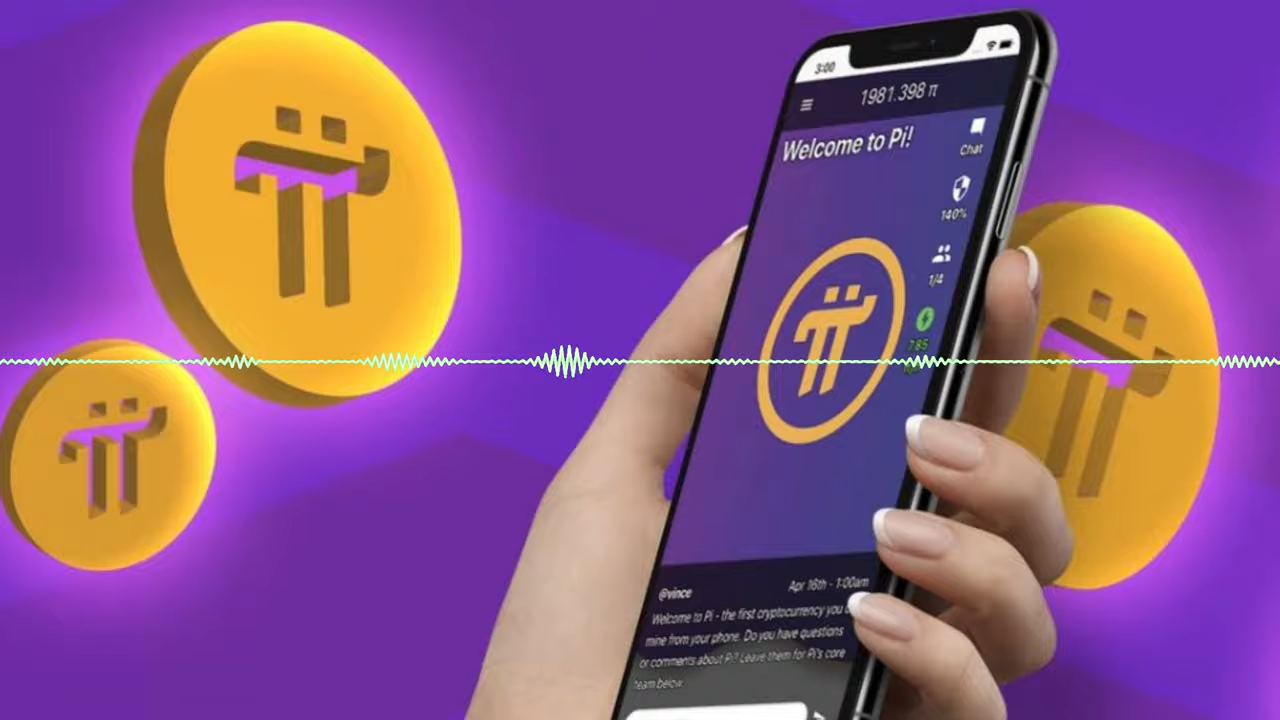 3:00
1981.398 π
Welcome to Pi!
Chat
140%
1/4
785
@vince
Apr 16th - 1:00am
Welcome to Pi - the first cryptocurrency you
mine from your phone. Do you have questions
or comments about Pi? Leave them for Pi's core
team below.